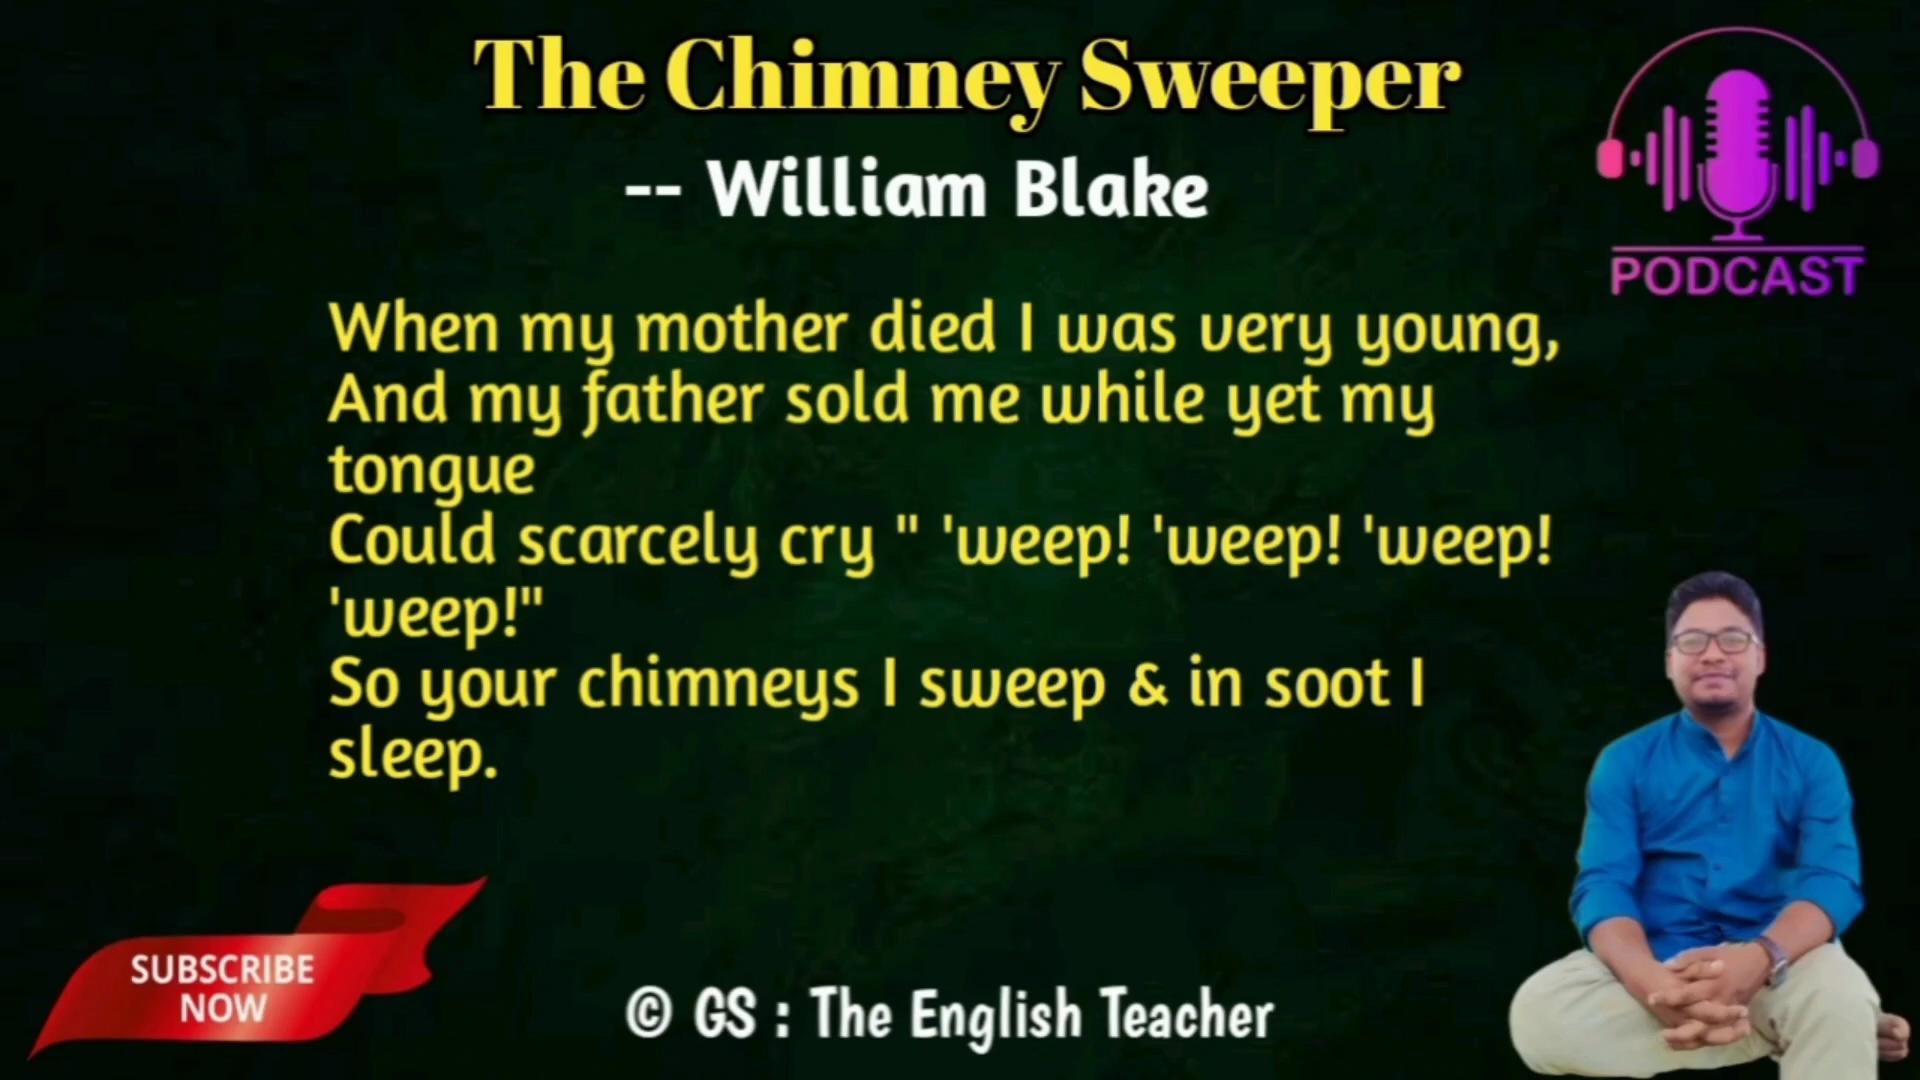 The Chimney Sweeper
-- William Blake
PODCAST
When my mother died I was very young,
And my father sold me while yet my
tongue
Could scarcely cry " 'weep! 'weep! 'weep!
'weep!"
So your chimneys I sweep & in soot I
sleep.
SUBSCRIBE
NOW
© GS : The English Teacher